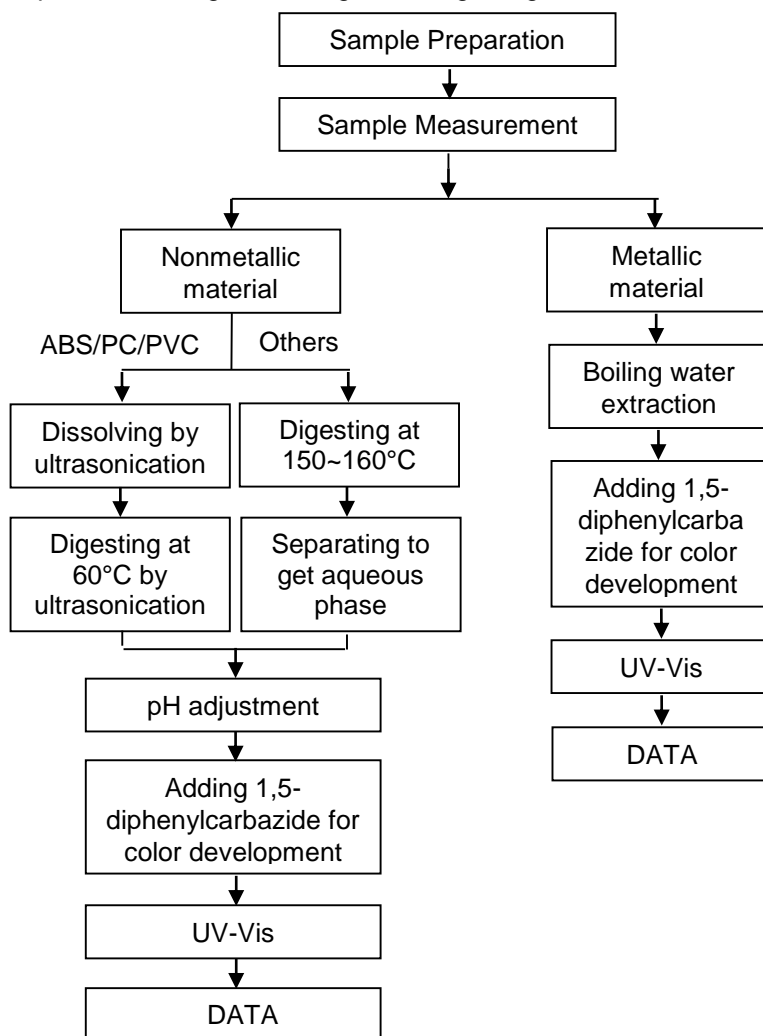 Sample Preparation
Sample Measurement
Nonmetallic
material
ABS/PC/PVC
Others
Dissolving by
ultrasonication
Digesting at
150~160°C
Digesting at
60°C by
ultrasonication
Separating to
get aqueous
phase
pH adjustment
Adding 1,5-
diphenylcarbazide for
color development
UV-Vis
DATA
Metallic
material
Boiling water
extraction
Adding 1,5-
diphenylcarba
zide for color
development
UV-Vis
DATA